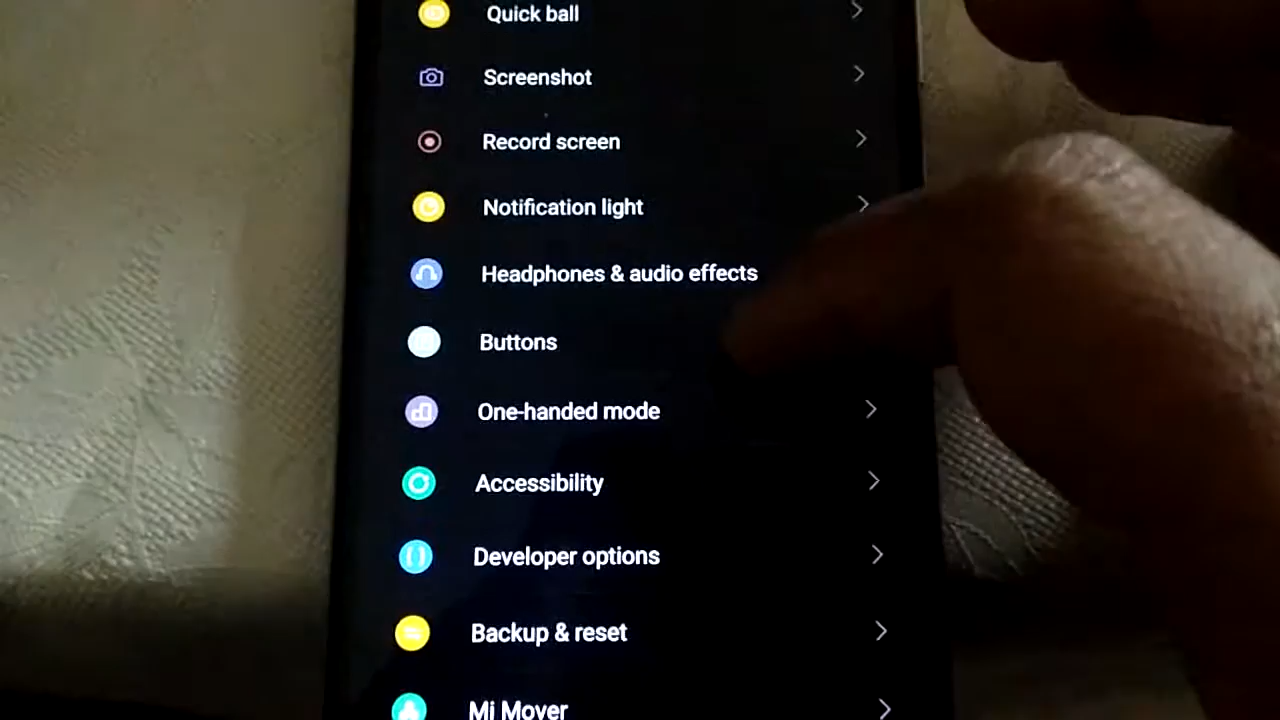 Quick ball
Screenshot
Record screen
Notification light
Headphones & audio effects
Buttons
One-handed mode
Accessibility
Developer options
Backup & reset
Mi Mover